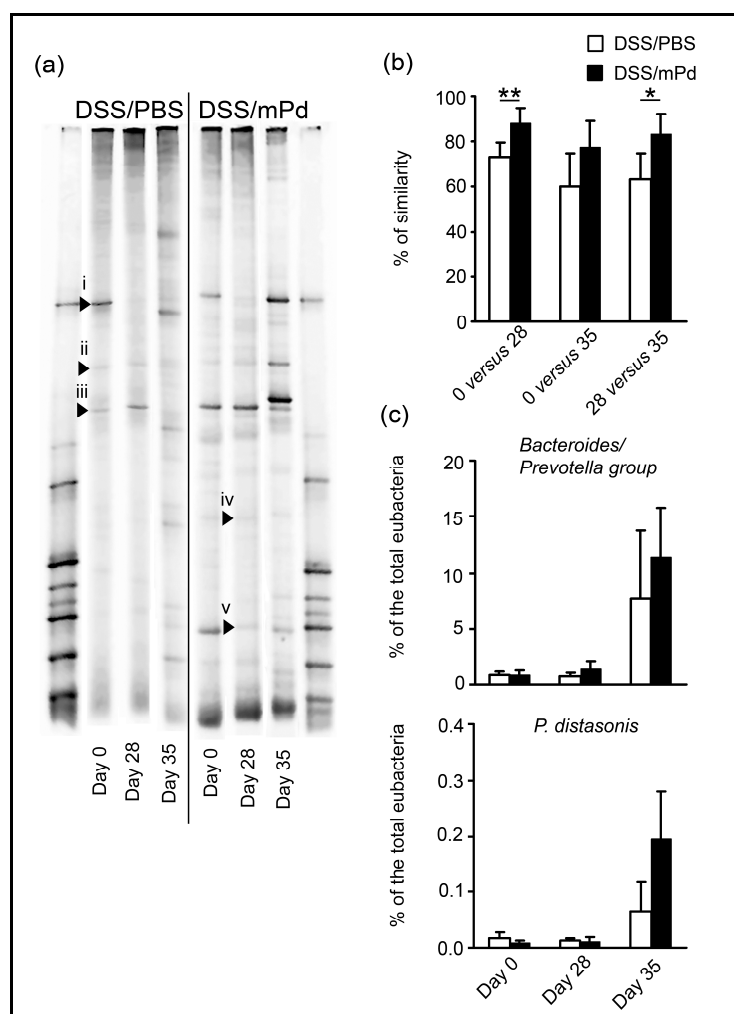 (a)
DSS/PBS DSS/mPd
i
ii
iii
iv
v
Day 0
Day 28
Day 35
Day 0
Day 28
Day 35
(b)
DSS/PBS
DSS/mPd
% of similarity
100
80
60
40
20
0
**
*
0 versus 28
0 versus 35
28 versus 35
(c)
Bacteroides/
Prevotella group
% of the total eubacteria
20
15
10
5
0
P. distasonis
% of the total eubacteria
0.4
0.3
0.2
0.1
0.0
Day 0
Day 28
Day 35